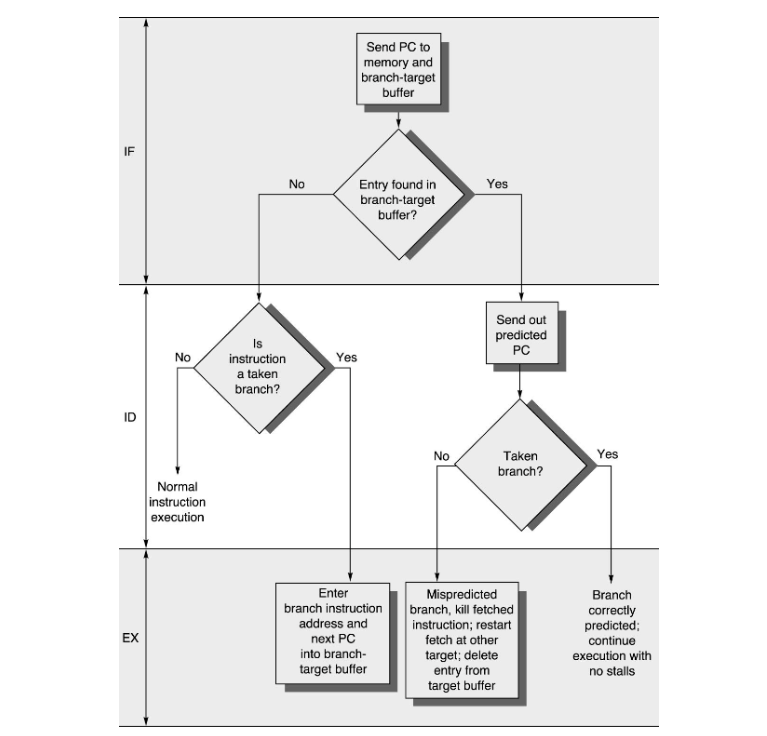 Send PC to
memory and
branch-target
buffer
IF
No
Entry found in
branch-target
buffer?
Yes
Is
instruction
a taken
branch?
No
Yes
Send out
predicted
PC
ID
Normal
instruction
execution
No
Taken
branch?
Yes
EX
Enter
branch instruction
address and
next PC
into branch-
target buffer
Mispredicted
branch, kill fetched
instruction; restart
fetch at other
target; delete
entry from
target buffer
Branch
correctly
predicted;
continue
execution with
no stalls